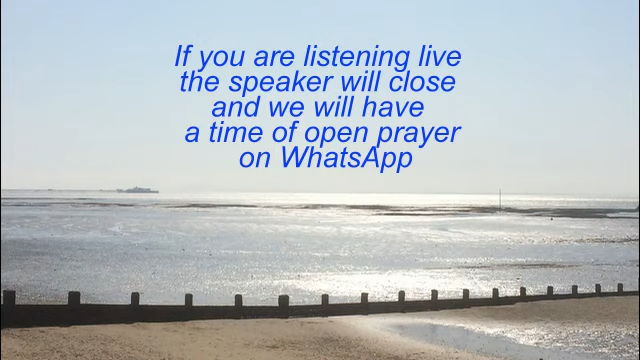 If you are listening live
the speaker will close
and we will have
a time of open prayer
on WhatsApp